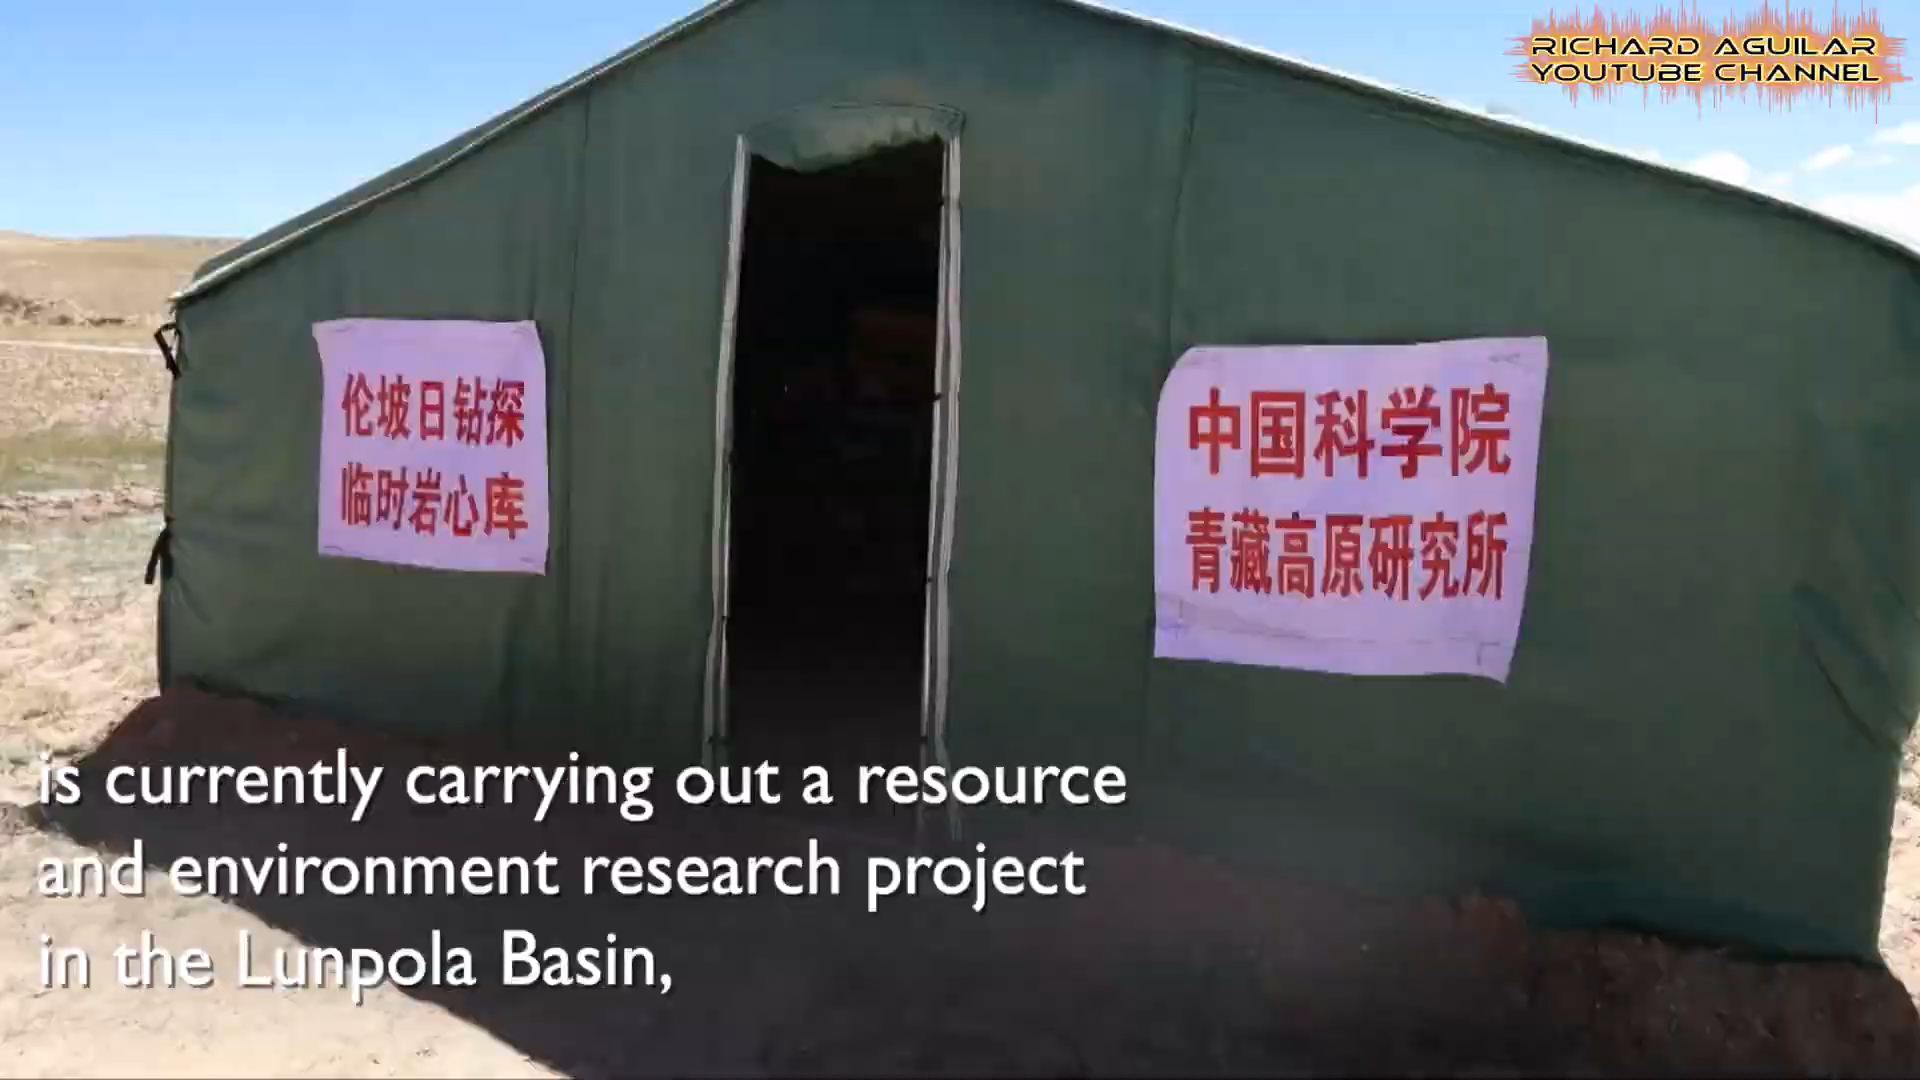 RICHARD AGUILAR
YOUTUBE CHANNEL
伦坡日钻探
临时岩心库
中国科学院
青藏高原研究所
is currently carrying out a resource
and environment research project
in the Lunpola Basin,